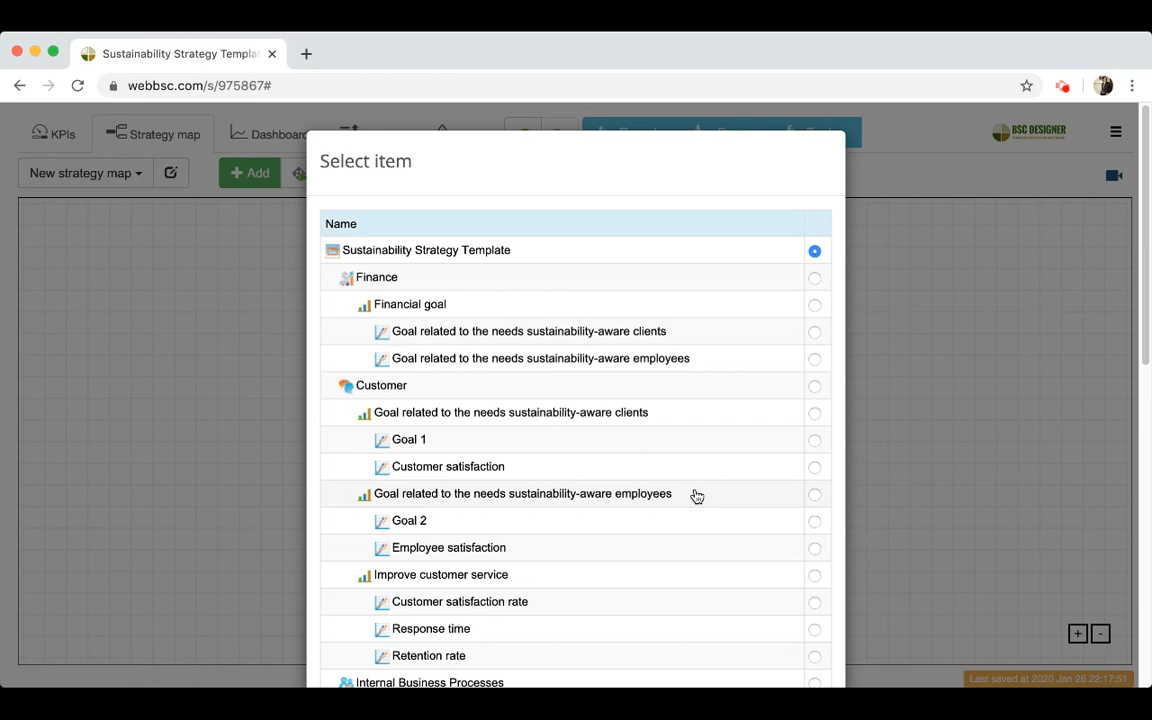 Sustainability Strategy Templa
webbsc.com/s/975867#
KPIs
Strategy map
Dashboard
BSC DESIGNER
New strategy map
Add
Select item
Name
Sustainability Strategy Template
Finance
Financial goal
Goal related to the needs sustainability-aware clients
Goal related to the needs sustainability-aware employees
Customer
Goal related to the needs sustainability-aware clients
Goal 1
Customer satisfaction
Goal related to the needs sustainability-aware employees
Goal 2
Employee satisfaction
Improve customer service
Customer satisfaction rate
Response time
Retention rate
Internal Business Processes
+ -
Last saved at 2020 Jan 26 22:17:51